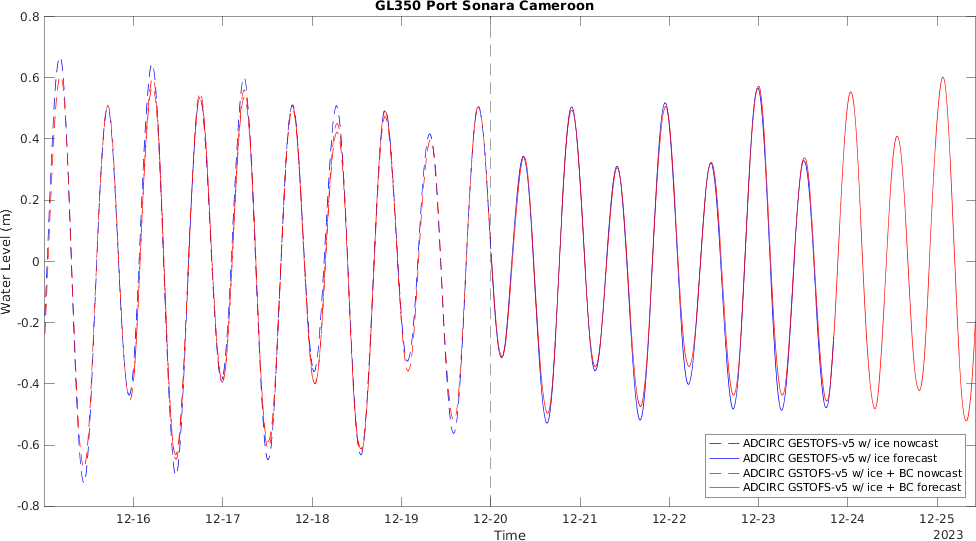 GL350 Port Sonara Cameroon
0.8
0.6
0.4
0.2
0
-0.2
-0.4
-0.6
-0.8
Water Level (m)
12-16 12-17 12-18 12-19 12-20 12-21 12-22 12-23 12-24 12-25
Time
2023
ADCIRC GESTOFS-v5 w/ ice nowcast
ADCIRC GESTOFS-v5 w/ ice forecast
ADCIRC GSTOFS-v5 w/ ice + BC nowcast
ADCIRC GSTOFS-v5 w/ ice + BC forecast